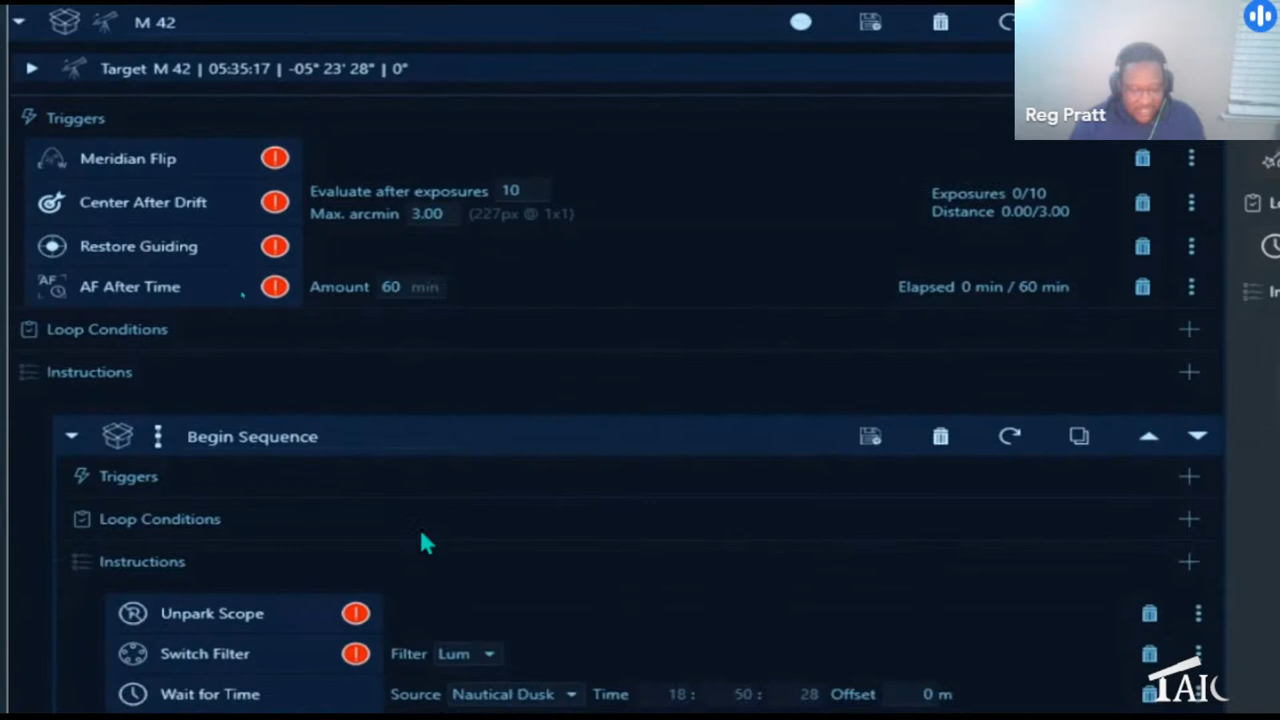 M 42
Target M 42 | 05:35:17 | -05° 23' 28" | 0°
Reg Pratt
Triggers
Meridian Flip
Center After Drift
Evaluate after exposures 10
Max. arcmin 3.00 (227px @ 1x1)
Exposures 0/10
Distance 0.00/3.00
Restore Guiding
AF
AF After Time
Amount 60 min
Elapsed 0 min / 60 min
Loop Conditions
Instructions
Begin Sequence
Triggers
Loop Conditions
Instructions
Unpark Scope
Switch Filter
Filter Lum
Wait for Time
Source Nautical Dusk Time 18 : 50 : 28 Offset 0 m
TAIC